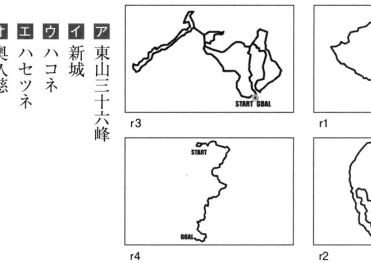 ア 東山三十六峰
イ 新城
ウ ハコネ
エ ハセツネ
オ 奥久慈
START GOAL
r3
r1
START
GOAL
r4
r2